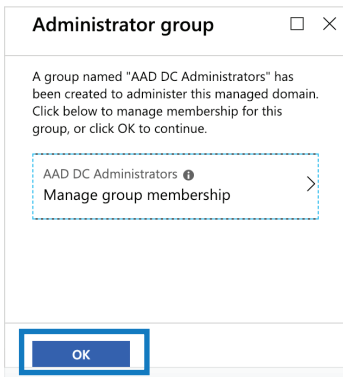 Administrator group
A group named "AAD DC Administrators" has
been created to administer this managed domain.
Click below to manage membership for this
group, or click OK to continue.
AAD DC Administrators
Manage group membership
OK